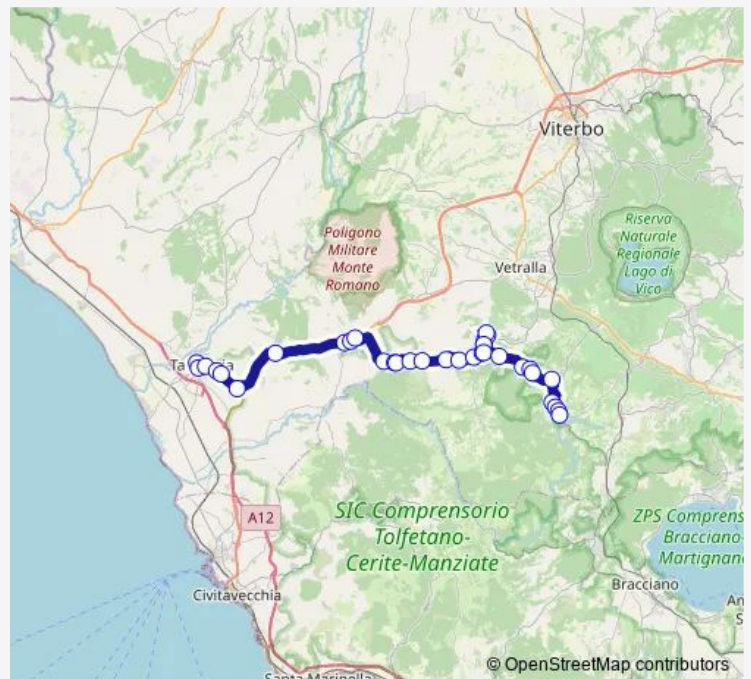 Viterbo
Riserva
Naturale
Regionale
Lago di
Vico
Poligono
Militare
Monte
Romano
Vetralla
A12
SIC Comprensorio
Tolfetano-
Cerite-Manziate
ZPS Comprens
Bracciano-
Martignan
Bracciano
Civitavecchia
© OpenStreetMap contributors